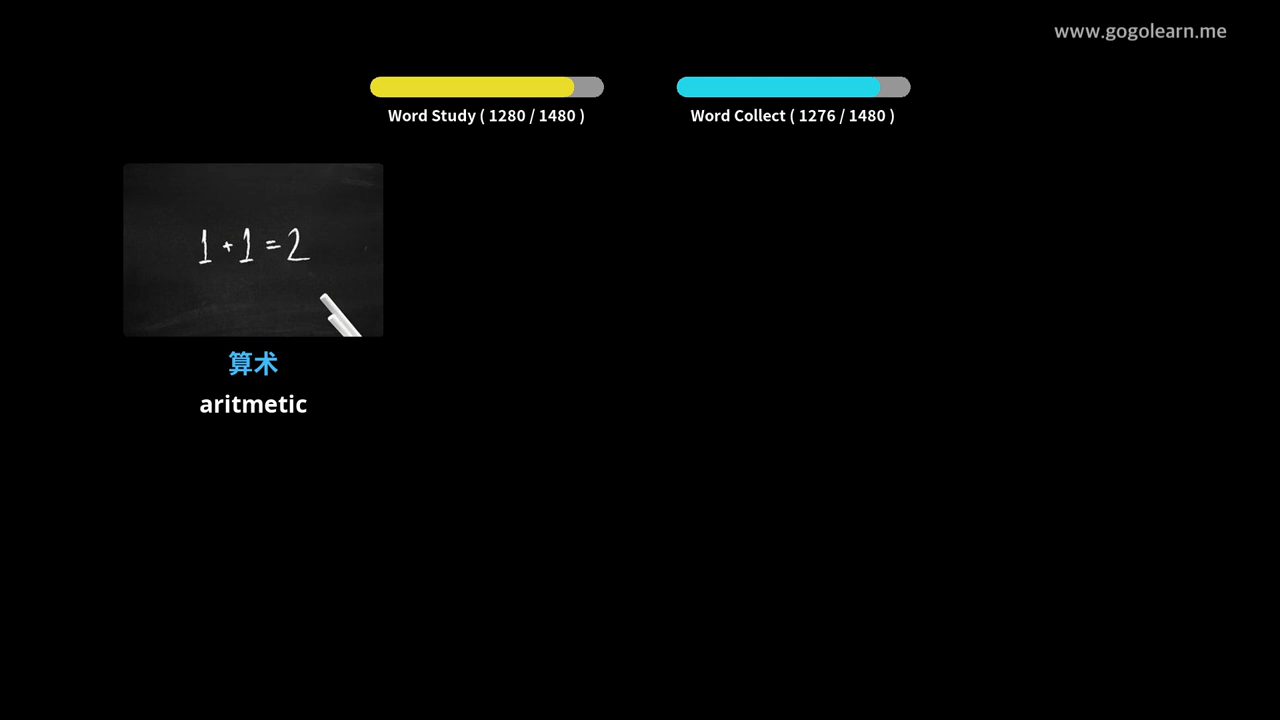 www.gogolearn.me
Word Study ( 1280 / 1480 )
Word Collect ( 1276 / 1480 )
1 + 1 = 2
算术
aritmetic